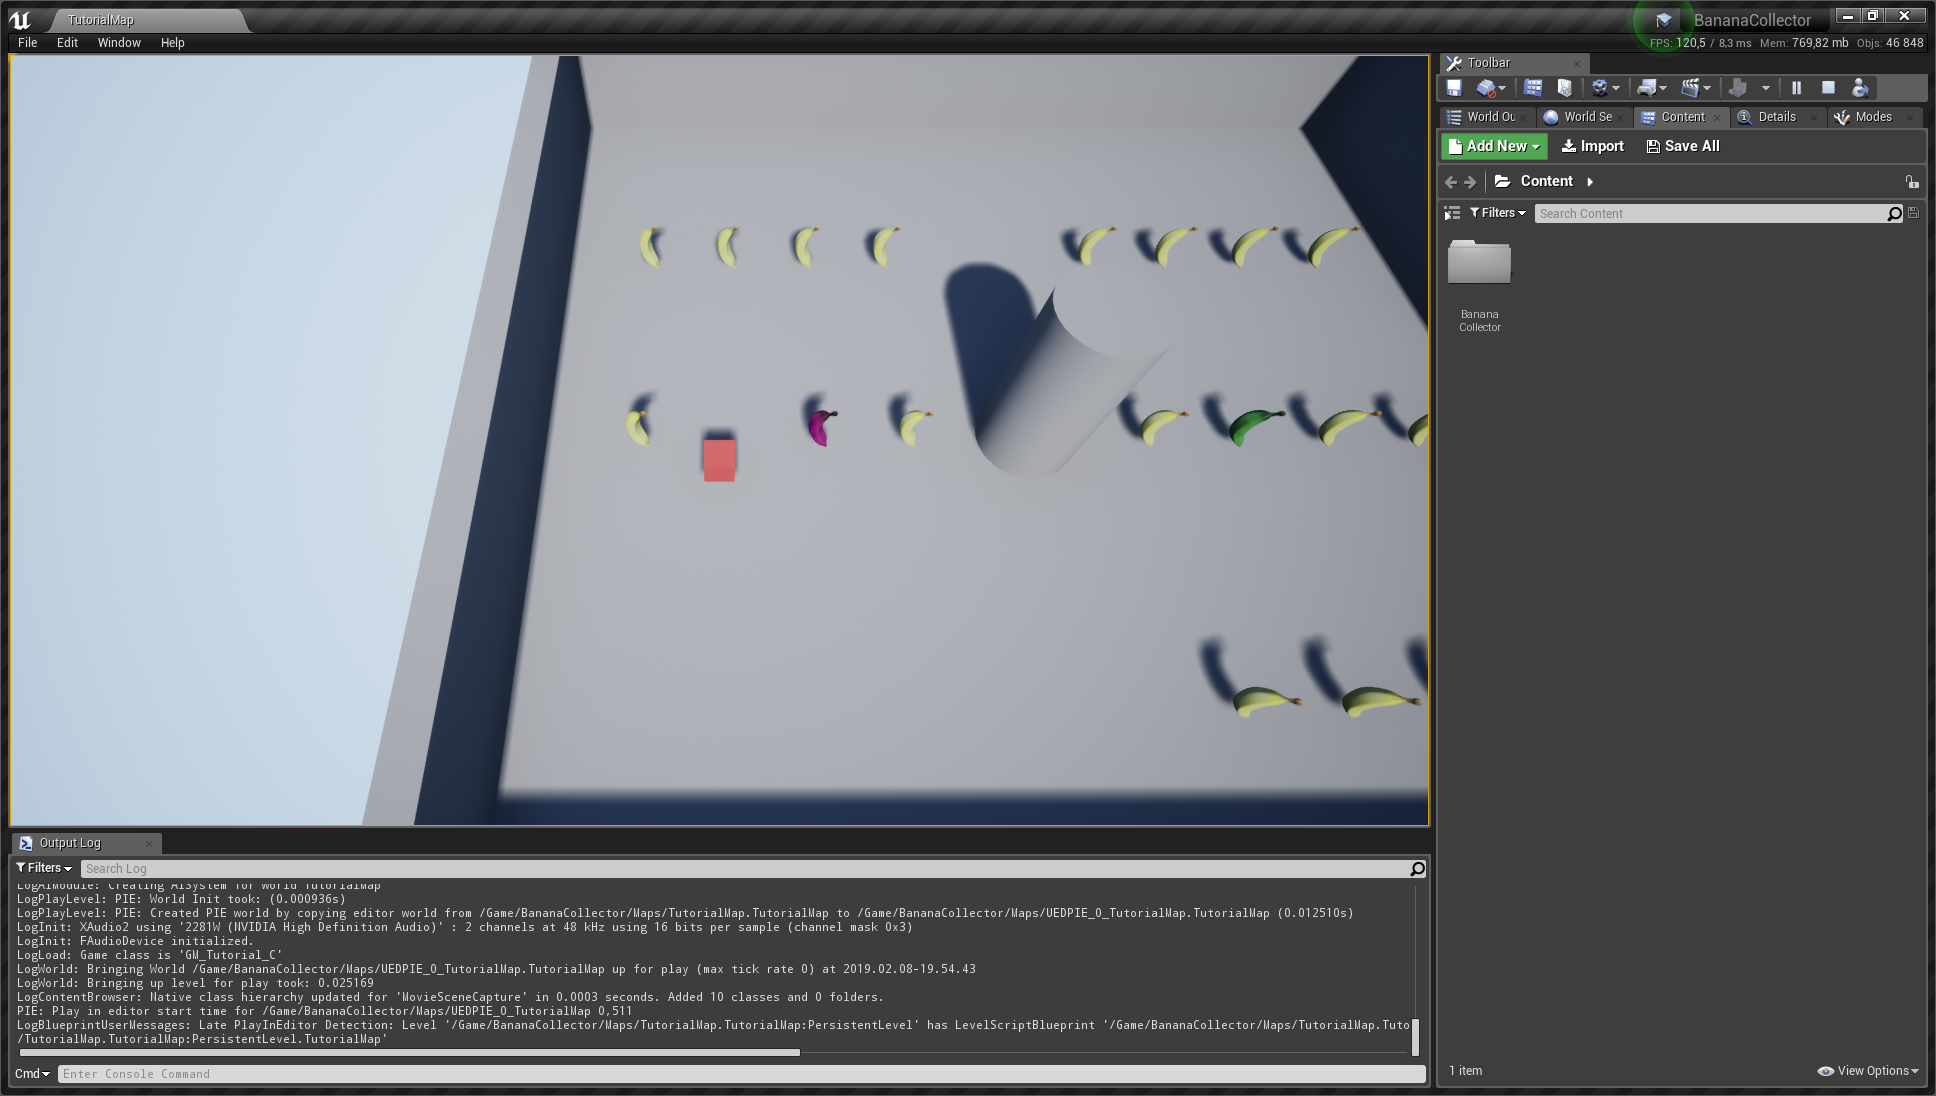 TutorialMap
BananaCollector
File Edit Window Help
FPS: 120,5 / 8,3 ms Mem: 769,82 mb Objs: 46 848
Toolbar
World Ou World Se Content Details Modes
Add New Import Save All
Content
Filters Search Content
Banana
Collector
1 item View Options
Output Log
Filters Search Log
LogAIModule: Creating AISystem for world TutorialMap
LogPlayLevel: PIE: World Init took: (0.000936s)
LogPlayLevel: PIE: Created PIE world by copying editor world from /Game/BananaCollector/Maps/TutorialMap.TutorialMap to /Game/BananaCollector/Maps/UEDPIE_0_TutorialMap.TutorialMap (0.012510s)
LogInit: XAudio2 using '2281W (NVIDIA High Definition Audio)' : 2 channels at 48 kHz using 16 bits per sample (channel mask 0x3)
LogInit: FAudioDevice initialized.
LogLoad: Game class is 'GM_Tutorial_C'
LogWorld: Bringing World /Game/BananaCollector/Maps/UEDPIE_0_TutorialMap.TutorialMap up for play (max tick rate 0) at 2019.02.08-19.54.43
LogWorld: Bringing up level for play took: 0.025169
LogContentBrowser: Native class hierarchy updated for 'MovieSceneCapture' in 0.0003 seconds. Added 10 classes and 0 folders.
PIE: Play in editor start time for /Game/BananaCollector/Maps/UEDPIE_0_TutorialMap 0,511
LogBlueprintUserMessages: Late PlayInEditor Detection: Level '/Game/BananaCollector/Maps/TutorialMap.TutorialMap:PersistentLevel' has LevelScriptBlueprint '/Game/BananaCollector/Maps/TutorialMap.Tuto
/TutorialMap.TutorialMap:PersistentLevel.TutorialMap'
Cmd Enter Console Command